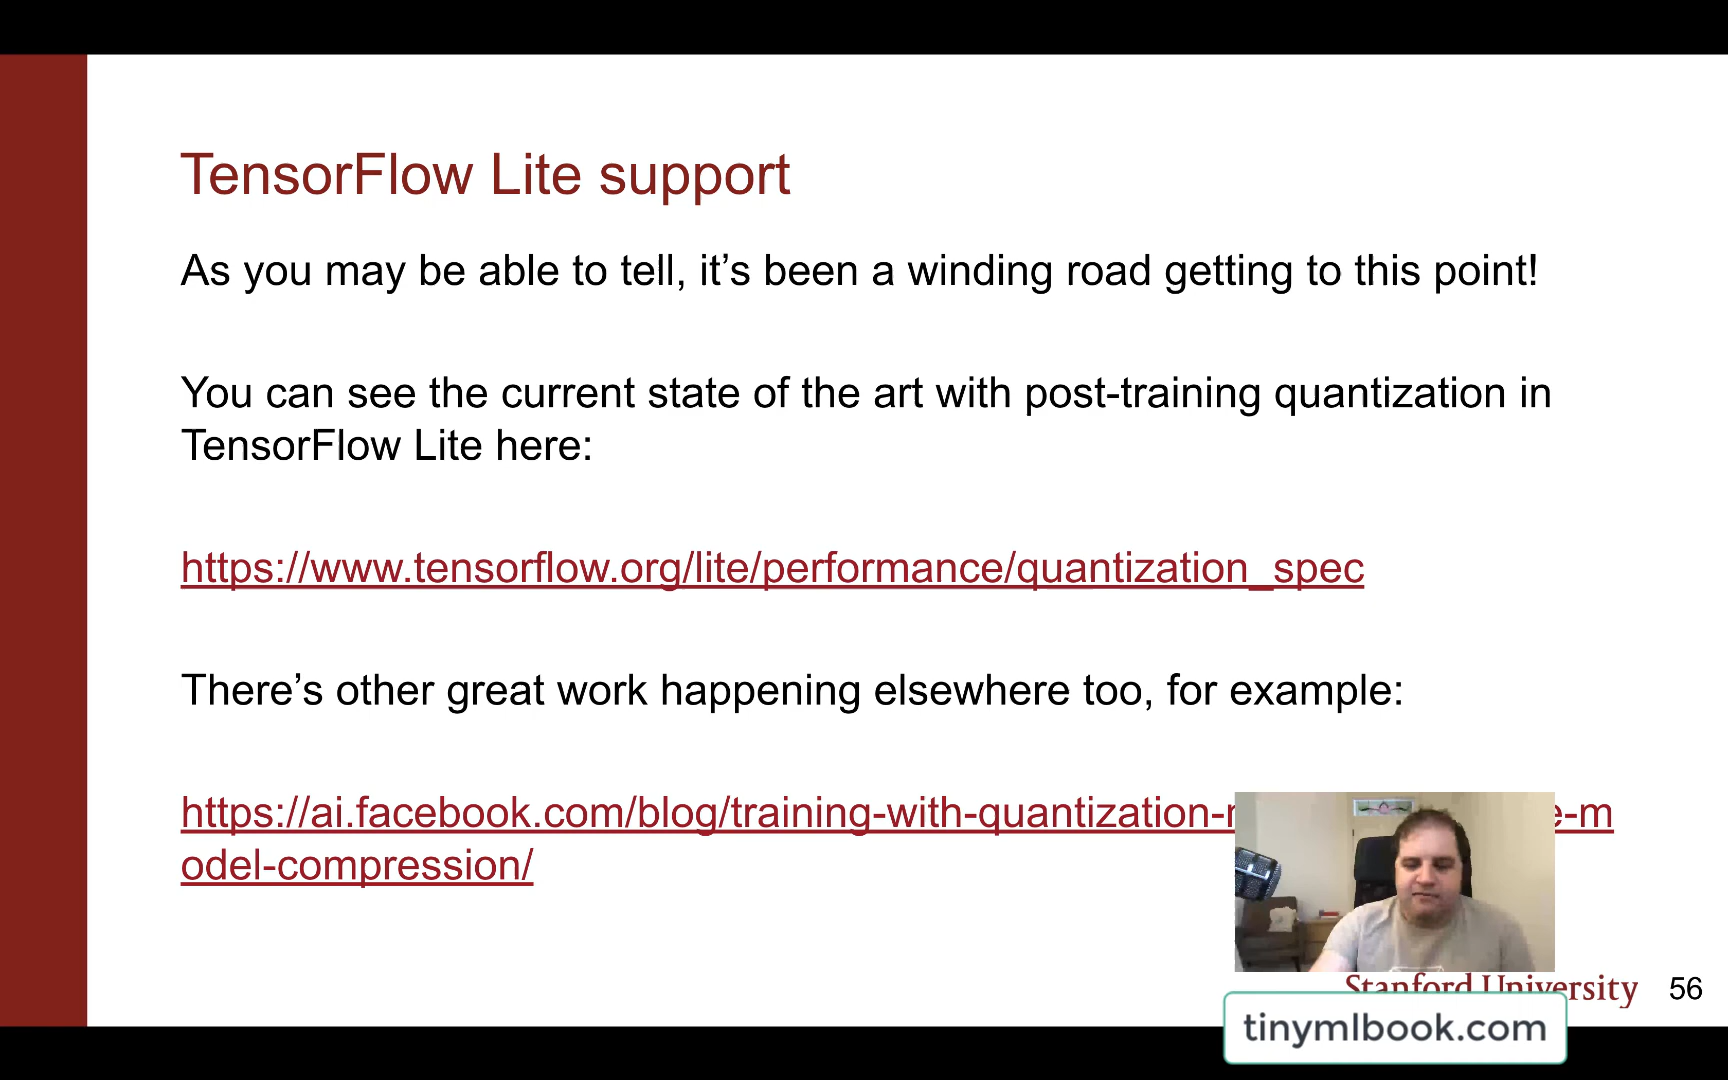 TensorFlow Lite support
As you may be able to tell, it’s been a winding road getting to this point!
You can see the current state of the art with post-training quantization in
TensorFlow Lite here:
https://www.tensorflow.org/lite/performance/quantization_spec
There’s other great work happening elsewhere too, for example:
https://ai.facebook.com/blog/training-with-quantization- e-m
odel-compression/
Stanford University 56
tinymlbook.com